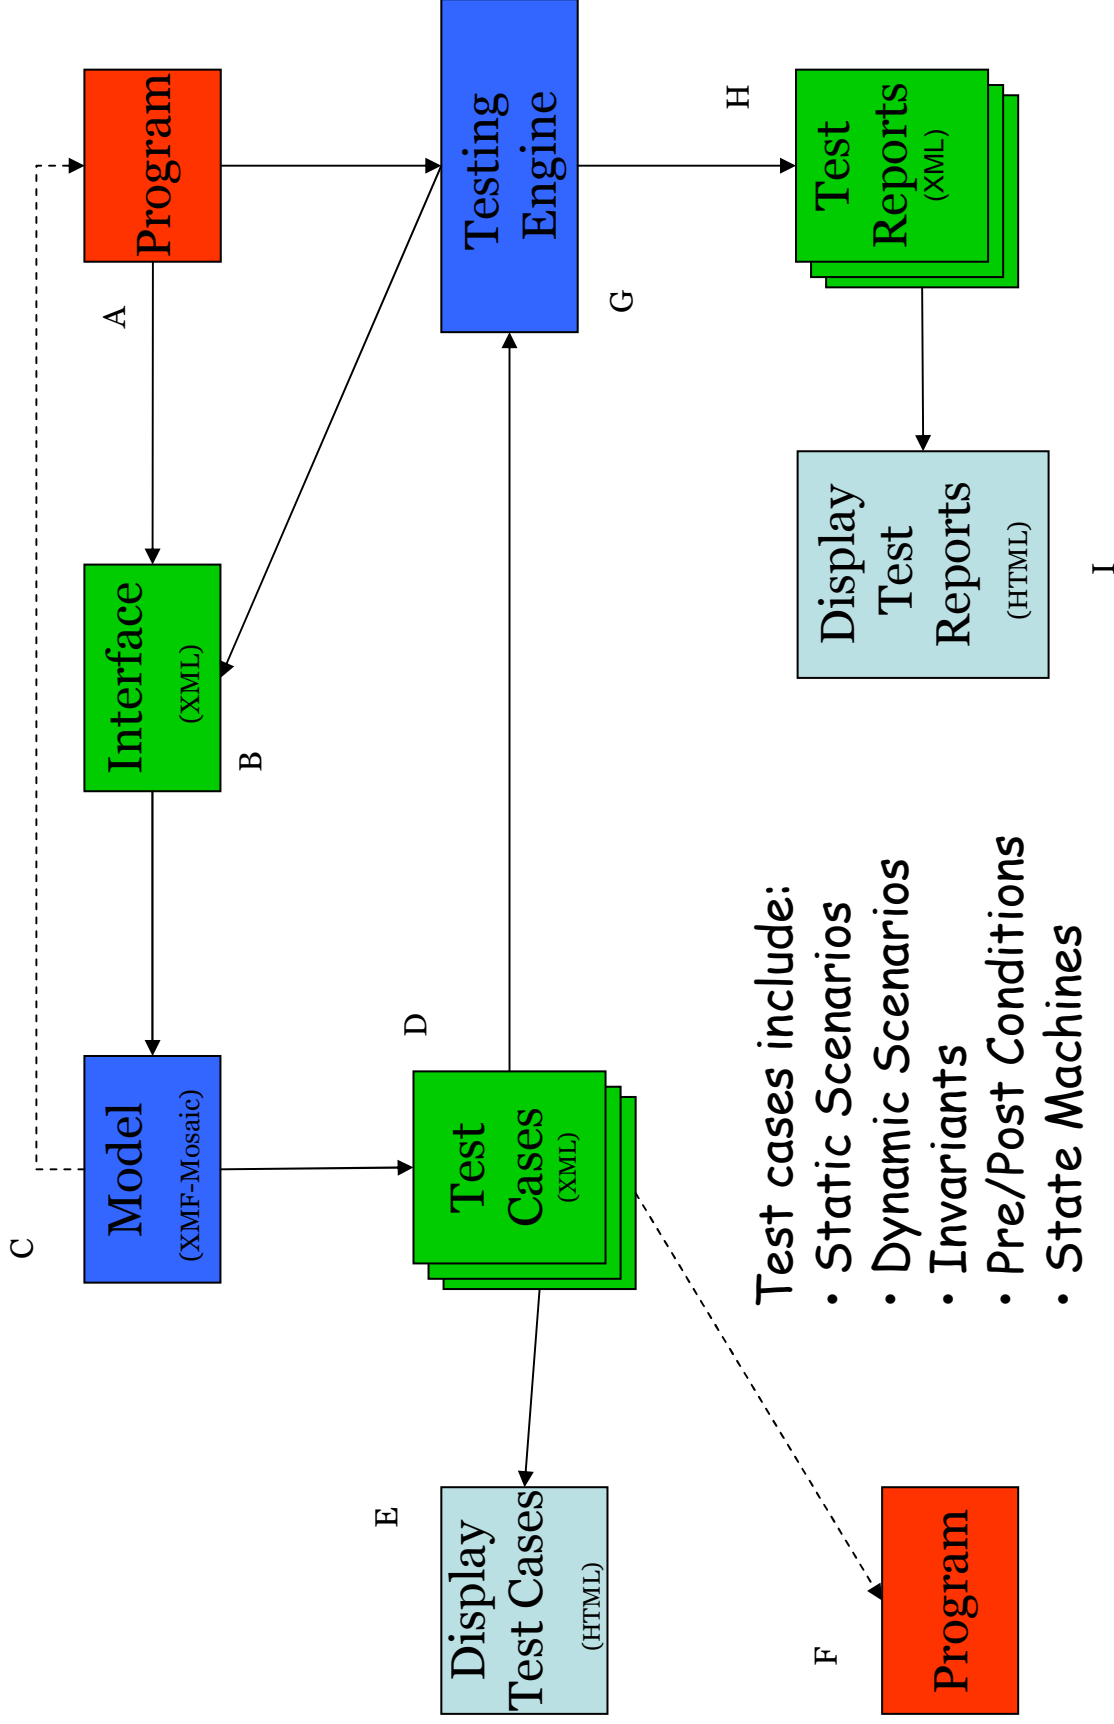 C
Model
(XMF-Mosaic)
Interface
(XML)
B
A
Program
E
Display
Test Cases
(HTML)
D
Test
Cases
(XML)
G
Testing
Engine
F
Program
Test cases include:
• Static Scenarios
• Dynamic Scenarios
• Invariants
• Pre/Post Conditions
• State Machines
Display
Test
Reports
(HTML)
I
H
Test
Reports
(XML)